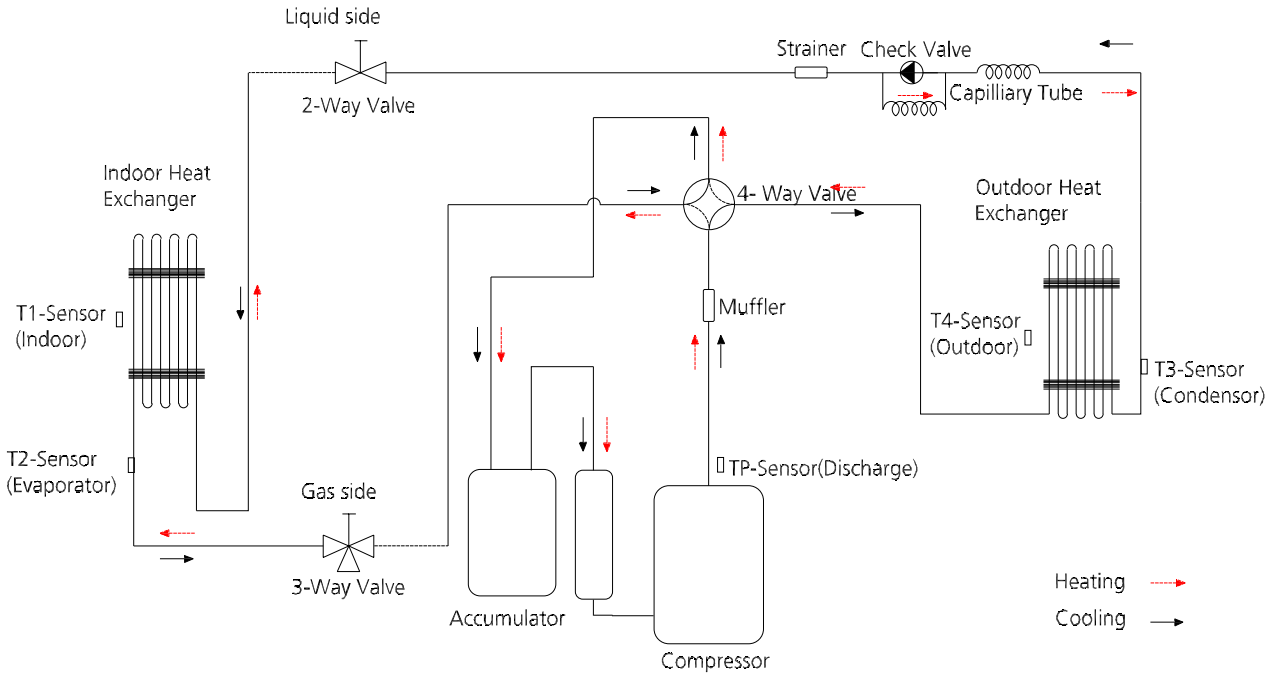 Liquid side
2-Way Valve
Strainer
Check Valve
Capilliary Tube
Indoor Heat
Exchanger
4- Way Valve
Outdoor Heat
Exchanger
Muffler
T1-Sensor
(Indoor)
T4-Sensor
(Outdoor)
T3-Sensor
(Condensor)
T2-Sensor
(Evaporator)
TP-Sensor(Discharge)
Gas side
3-Way Valve
Accumulator
Compressor
Heating
Cooling